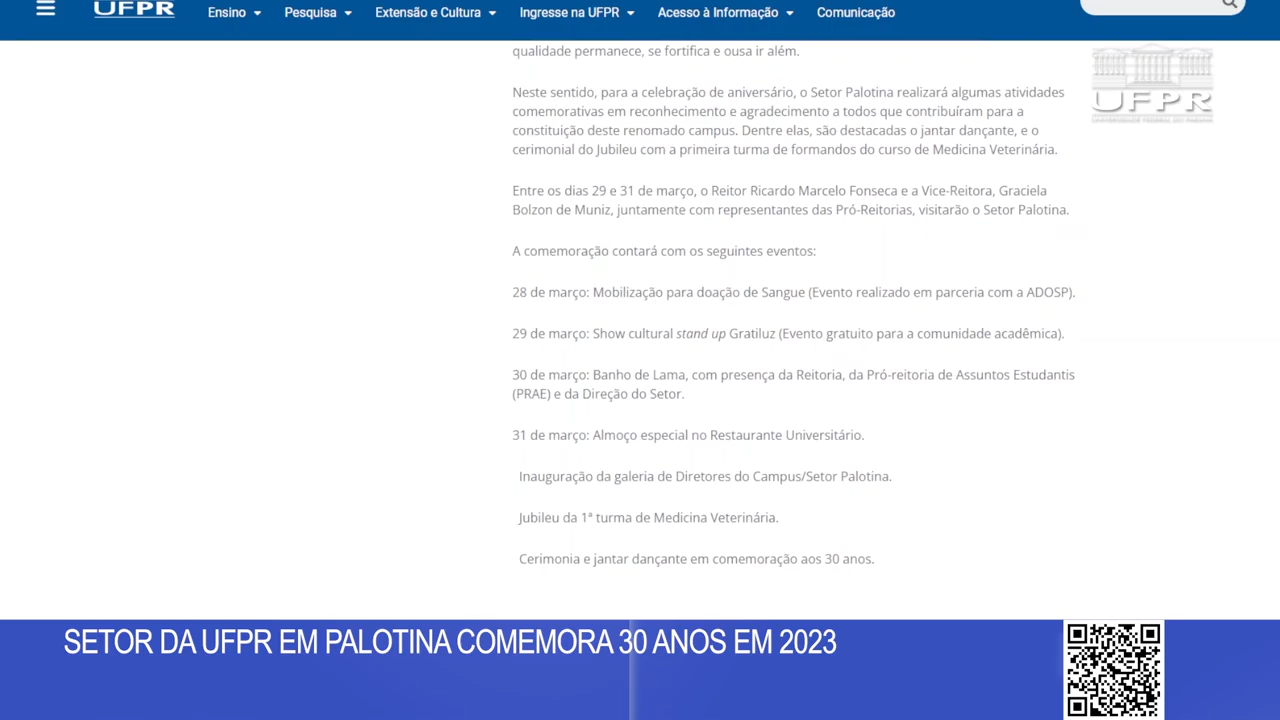 UFPR
Ensino
Pesquisa
Extensão e Cultura
Ingresse na UFPR
Acesso à Informação
Comunicação
qualidade permanece, se fortifica e ousa ir além.
UFPR
UNIVERSIDADE FEDERAL DO PARANÁ
Neste sentido, para a celebração de aniversário, o Setor Palotina realizará algumas atividades
comemorativas em reconhecimento e agradecimento a todos que contribuíram para a
constituição deste renomado campus. Dentre elas, são destacadas o jantar dançante, e o
cerimonial do Jubileu com a primeira turma de formandos do curso de Medicina Veterinária.
Entre os dias 29 e 31 de março, o Reitor Ricardo Marcelo Fonseca e a Vice-Reitora, Graciela
Bolzon de Muniz, juntamente com representantes das Pró-Reitorias, visitarão o Setor Palotina.
A comemoração contará com os seguintes eventos:
28 de março: Mobilização para doação de Sangue (Evento realizado em parceria com a ADOSP).
29 de março: Show cultural stand up Gratiluz (Evento gratuito para a comunidade acadêmica).
30 de março: Banho de Lama, com presença da Reitoria, da Pró-reitoria de Assuntos Estudantis
(PRAE) e da Direção do Setor.
31 de março: Almoço especial no Restaurante Universitário.
Inauguração da galeria de Diretores do Campus/Setor Palotina.
Jubileu da 1ª turma de Medicina Veterinária.
Cerimonia e jantar dançante em comemoração aos 30 anos.
SETOR DA UFPR EM PALOTINA COMEMORA 30 ANOS EM 2023